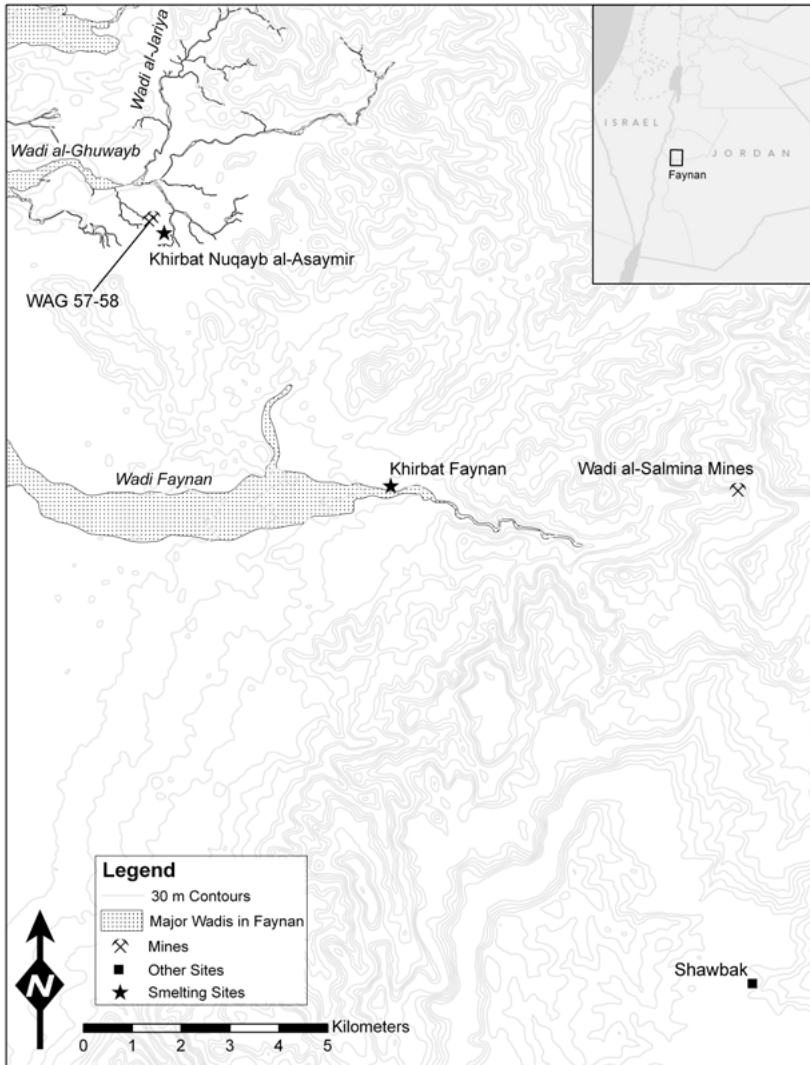 Wadi al-Jariya
Wadi al-Ghuwayb
Khirbat Nuqayb al-Asaymir
WAG 57-58
ISRAEL
JORDAN
Faynan
Wadi Faynan
Khirbat Faynan
Wadi al-Salmina Mines
Shawbak
Legend
30 m Contours
Major Wadis in Faynan
Mines
Other Sites
Smelting Sites
N
Kilometers
0 1 2 3 4 5